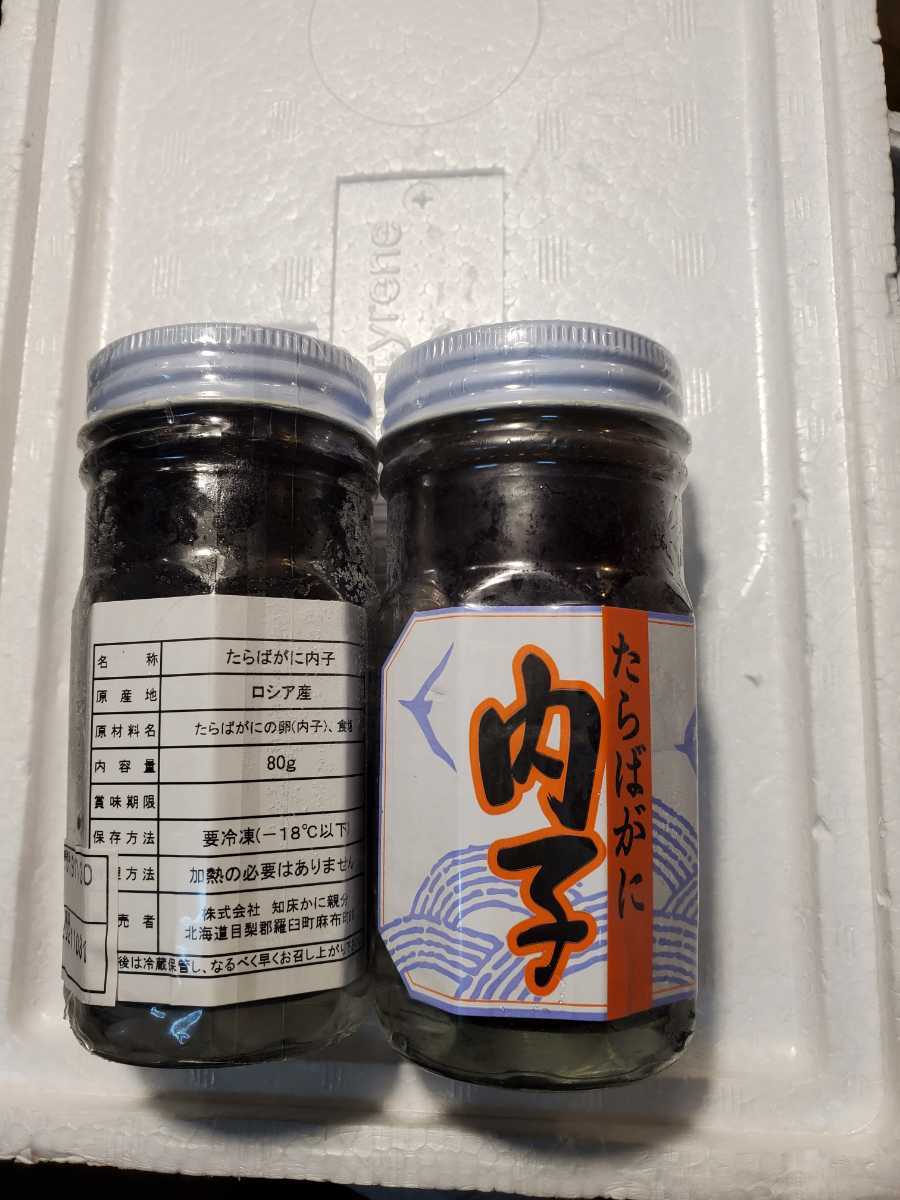 名称 たらばがに内子
原産地 ロシア産
原材料名 たらばがにの卵(内子)、食塩
内容量 80g
賞味期限
保存方法 要冷凍(-18℃以下)
方法 加熱の必要はありません
売者 株式会社 知床かに親分
北海道目梨郡羅臼町麻布町
後は冷蔵保管し、なるべく早くお召し上がり
たらばがに
内子